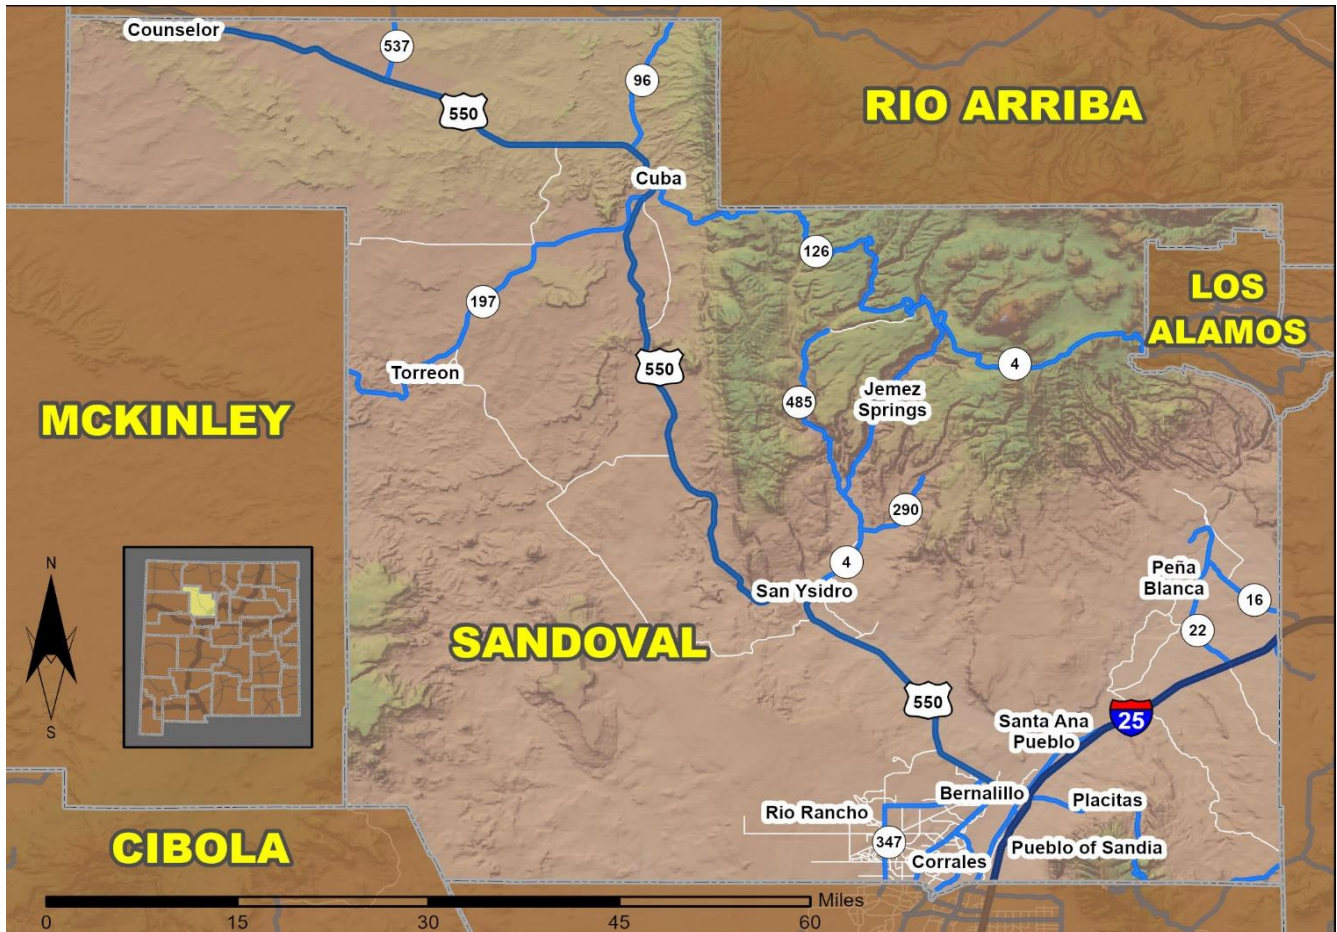 Counselor
537
96
550
RIO ARRIBA
Cuba
126
LOS
ALAMOS
197
550
Torreon
4
Jemez
Springs
485
MCKINLEY
290
N
4
Peña
Blanca
San Ysidro
16
22
SANDOVAL
550
S
25
Santa Ana
Pueblo
Bernalillo
Placitas
Rio Rancho
347
Pueblo of Sandia
CIBOLA
Corrales
Miles
0
15
30
45
60